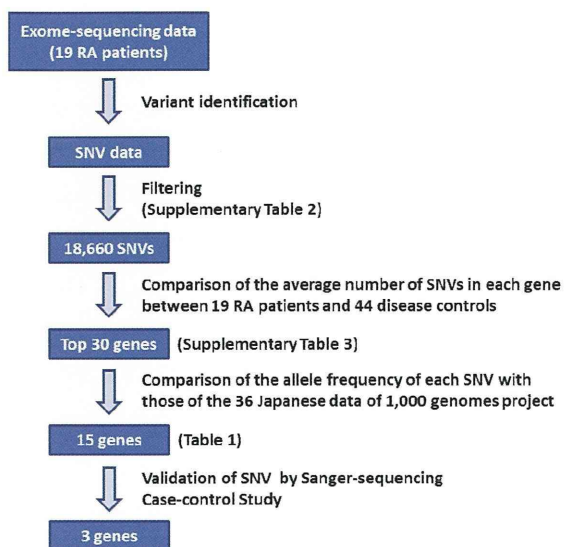 Exome-sequencing data
(19 RA patients)
Variant identification
SNV data
Filtering
(Supplementary Table 2)
18,660 SNVs
Comparison of the average number of SNVs in each gene
between 19 RA patients and 44 disease controls
Top 30 genes (Supplementary Table 3)
Comparison of the allele frequency of each SNV with
those of the 36 Japanese data of 1,000 genomes project
15 genes (Table 1)
Validation of SNV by Sanger-sequencing
Case-control Study
3 genes